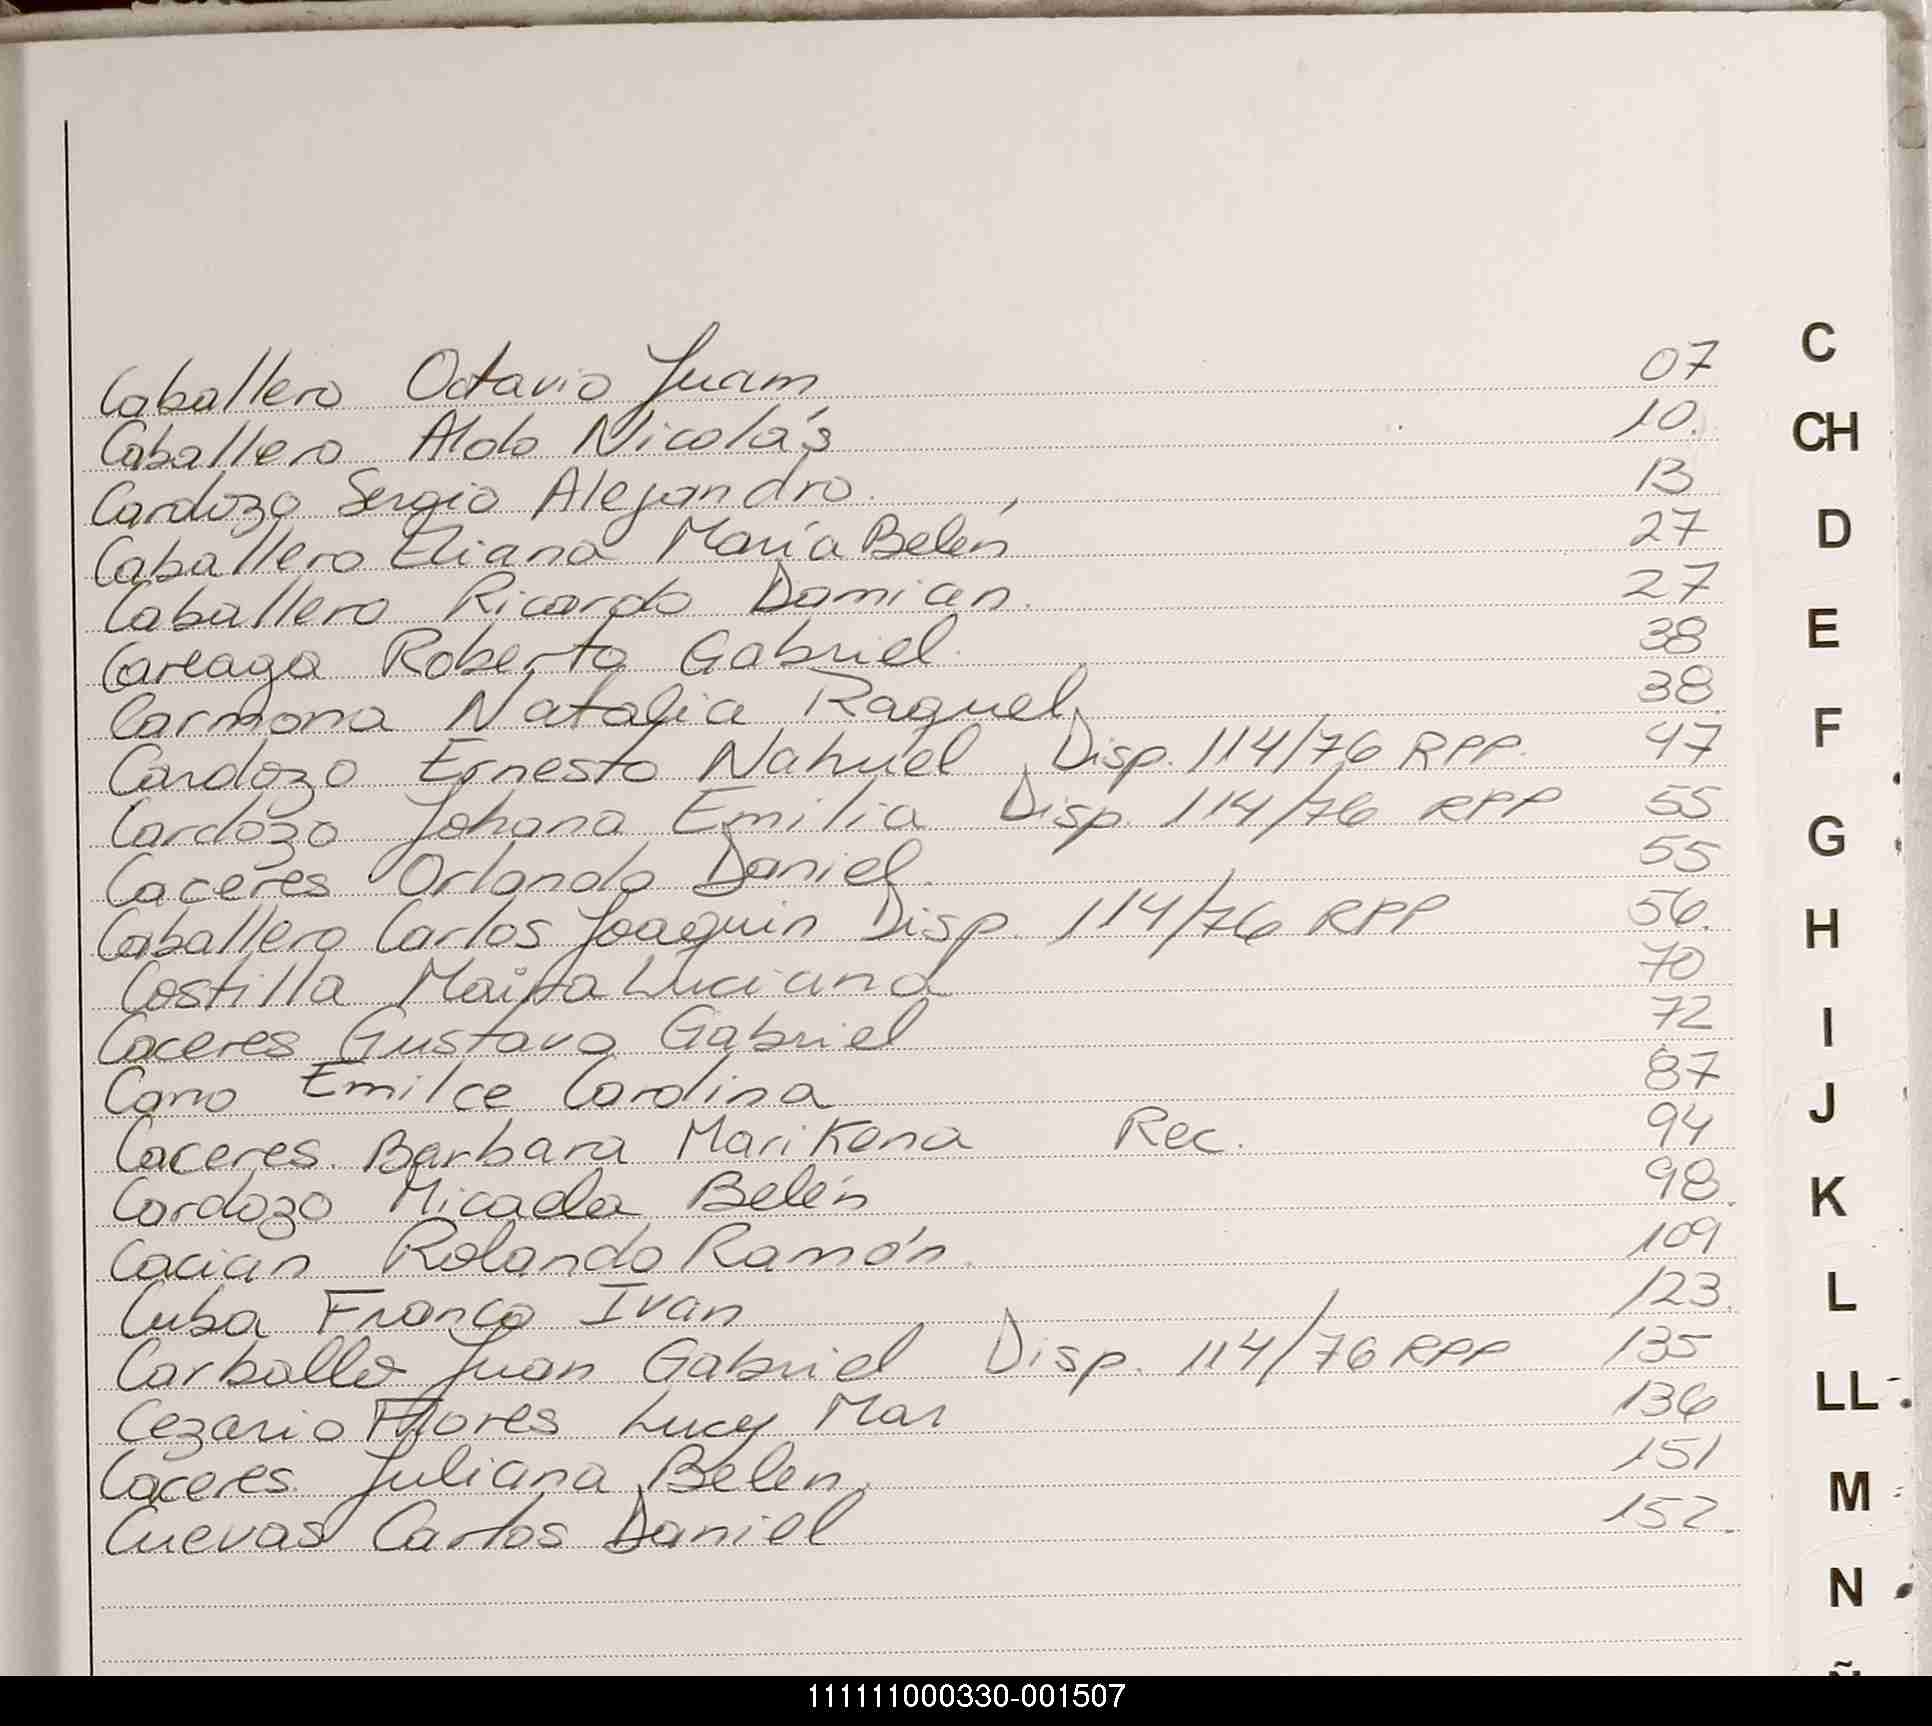 Caballero Octavio Juan 07
C
Caballero Aldo Nicolás 10.
CH
Cardozo Sergio Alejandro. 13
Caballero Eliana María Belén 27
D
Caballero Ricardo Damian. 27
Careaga Roberto Gabriel. 38
E
Carmona Natalia Raquel 38
Cardozo Ernesto Nahuel Disp. 114/76 RPP. 47
F
Cardozo Johana Emilia Disp. 114/76 RPP 55
G
Caceres Orlando Daniel. 55
Caballero Carlos Joaquin Disp. 114/76 RPP 56.
H
Costilla Luciana 70
Caceres Gustavo Gabriel 72
I
Cano Emilce Carolina 87
J
Caceres. Barbara Marikena Rec. 94
Cardozo Micaela Belén 98.
K
Cacian Rolando Ramón. 109
Cuba Franco Ivan 123.
L
Carballo Juan Gabriel Disp. 114/76 RPP 135
Cezario Flores Lucy Mar 136
LL
Caceres. Juliana Belen. 151
M
Cuevas Carlos Daniel 152.
N
111111000330-001507